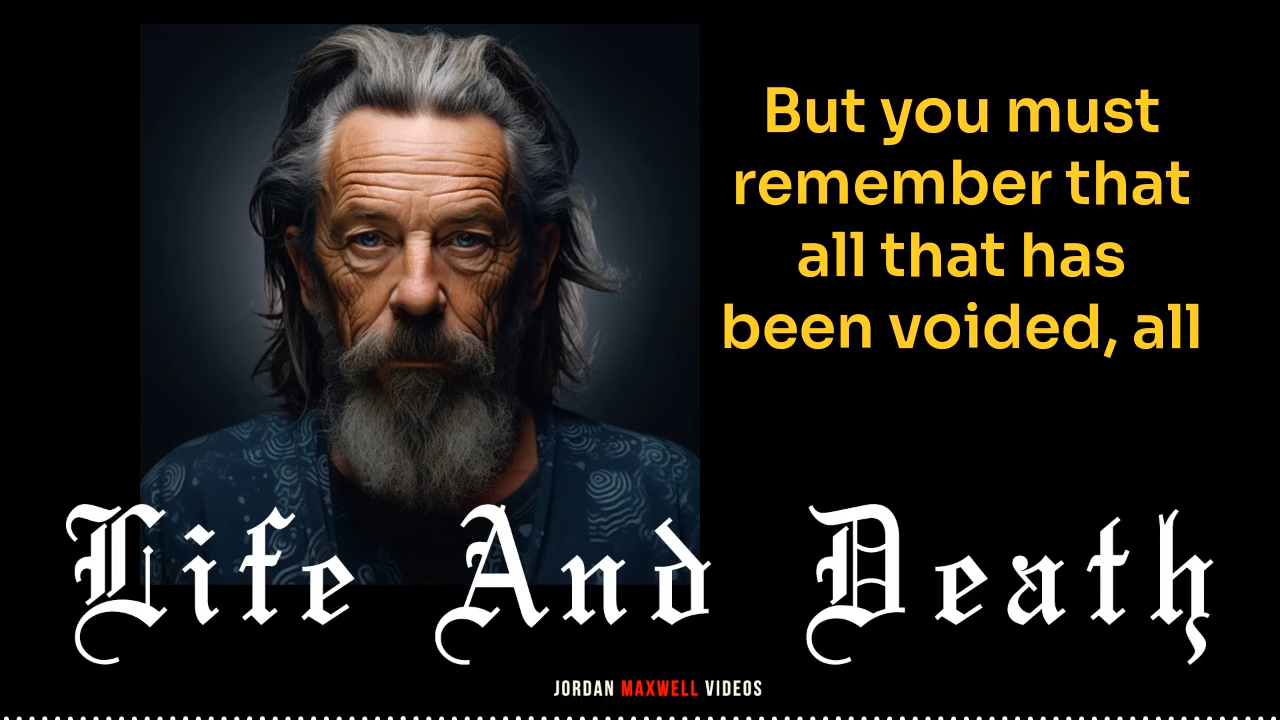 But you must
remember that
all that has
been voided, all
Life And Death
JORDAN MAXWELL VIDEOS